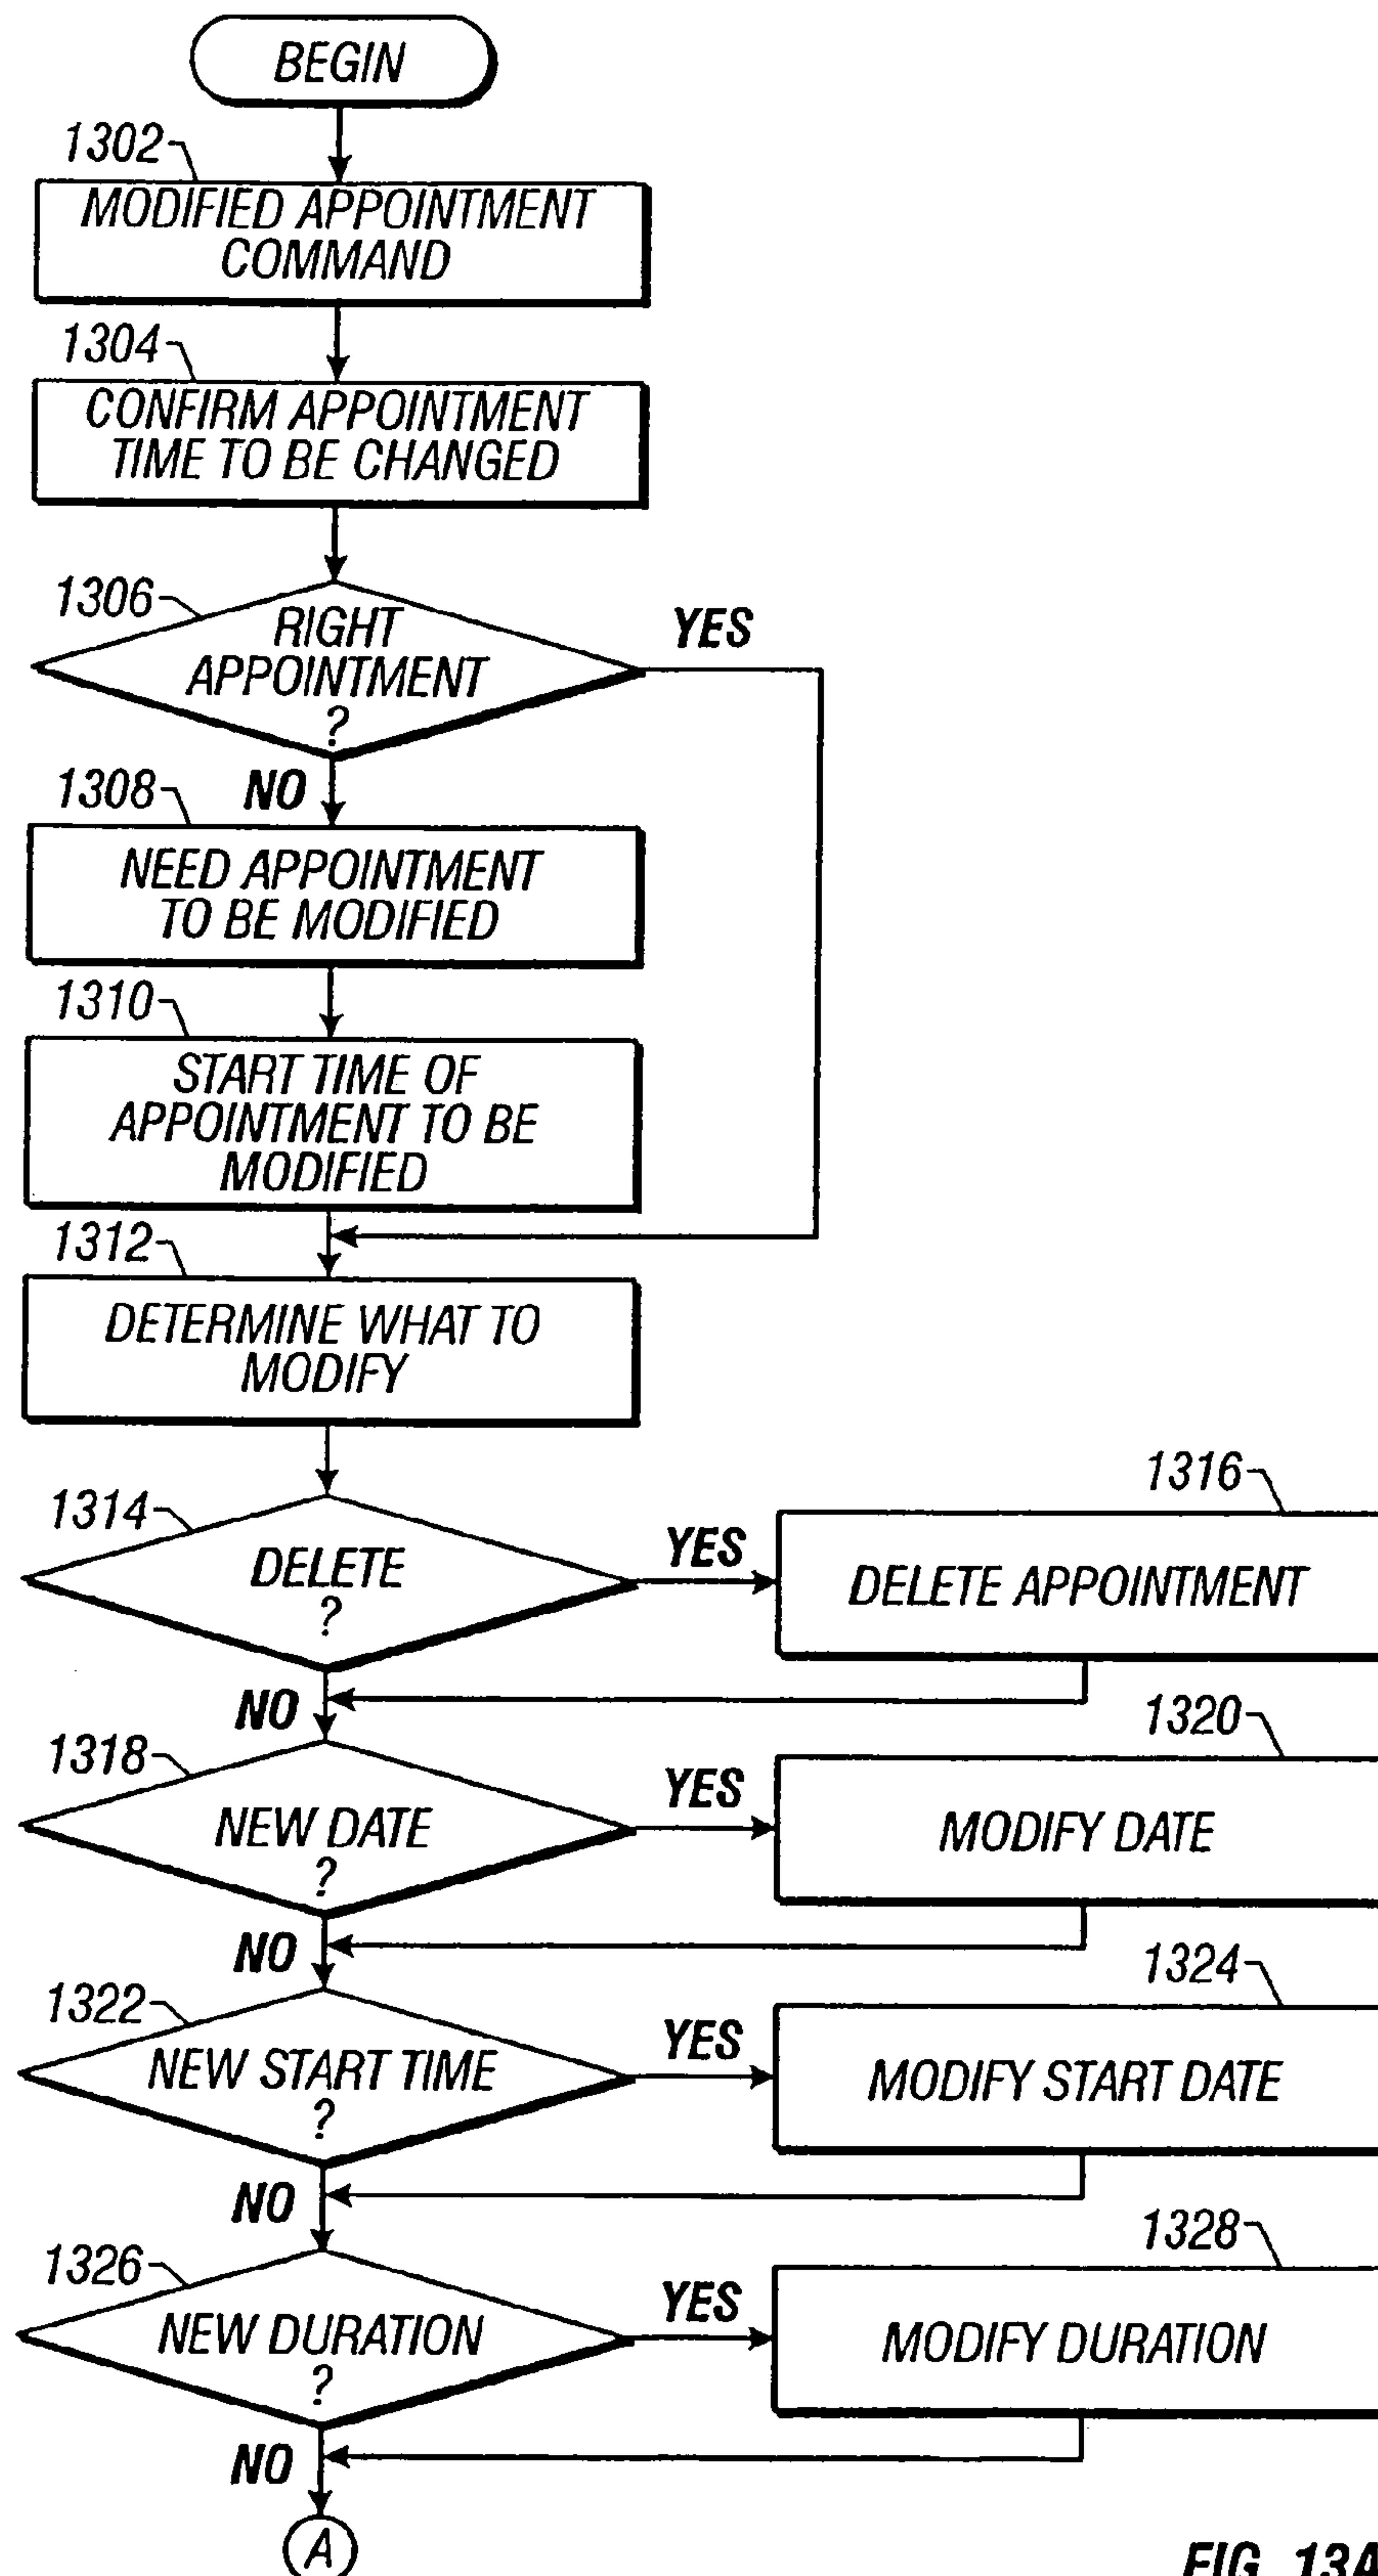 BEGIN
1302
MODIFIED APPOINTMENT
COMMAND
1304
CONFIRM APPOINTMENT
TIME TO BE CHANGED
1306
RIGHT
APPOINTMENT
?
YES
NO
1308
NEED APPOINTMENT
TO BE MODIFIED
1310
START TIME OF
APPOINTMENT TO BE
MODIFIED
1312
DETERMINE WHAT TO
MODIFY
1314
DELETE
?
YES
1316
DELETE APPOINTMENT
NO
1318
NEW DATE
?
YES
1320
MODIFY DATE
NO
1322
NEW START TIME
?
YES
1324
MODIFY START DATE
NO
1326
NEW DURATION
?
YES
1328
MODIFY DURATION
NO
A
FIG. 13A